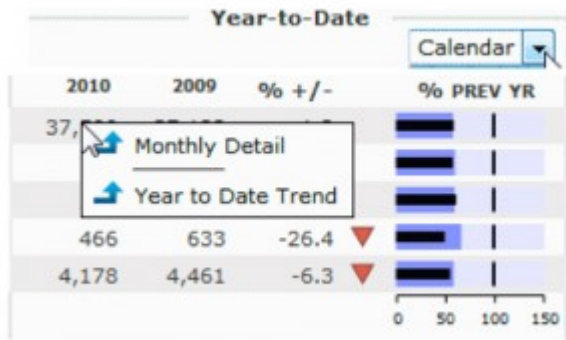 Year-to-Date
Calendar
2010 2009 % +/- % PREV YR
37,
Monthly Detail
Year to Date Trend
466 633 -26.4
4,178 4,461 -6.3
0 50 100 150